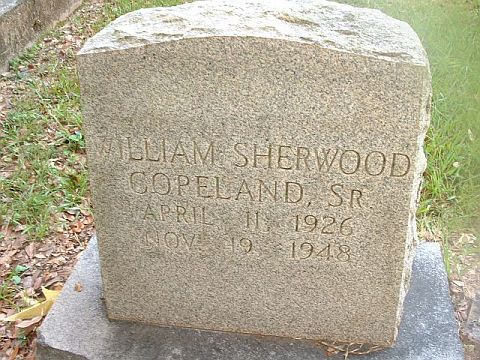 WILLIAM SHERWOOD
COPELAND, SR
APRIL 11, 1926
NOV. 19, 1948